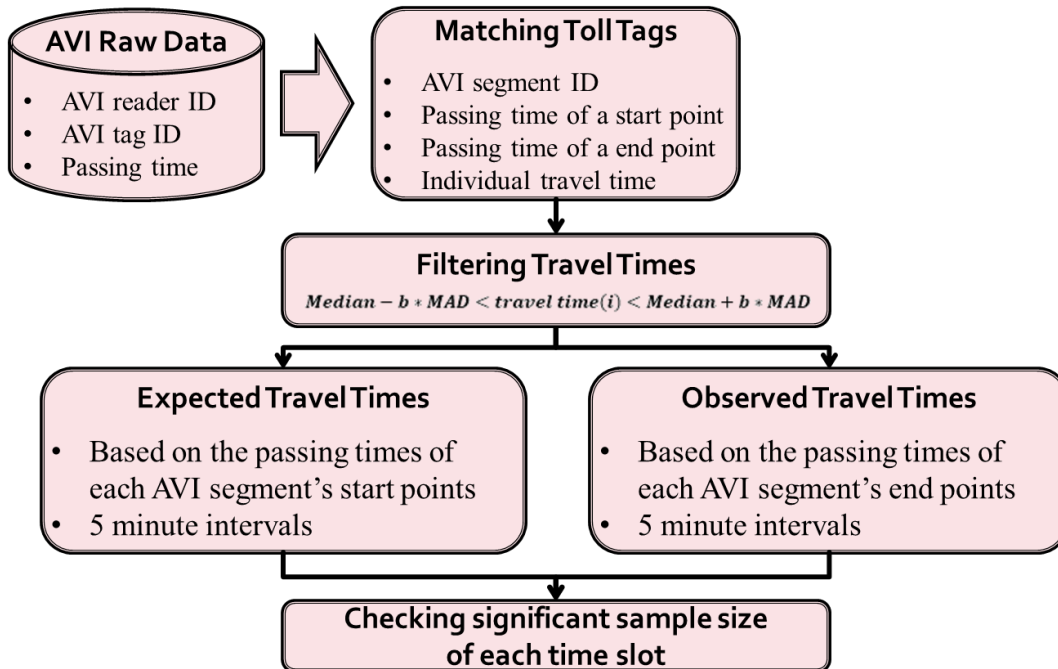 AVI Raw Data
• AVI reader ID
• AVI tag ID
• Passing time
Matching Toll Tags
• AVI segment ID
• Passing time of a start point
• Passing time of a end point
• Individual travel time
Filtering Travel Times
Median − b * MAD < travel time(i) < Median + b * MAD
Expected Travel Times
• Based on the passing times of
each AVI segment's start points
• 5 minute intervals
Observed Travel Times
• Based on the passing times of
each AVI segment's end points
• 5 minute intervals
Checking significant sample size
of each time slot